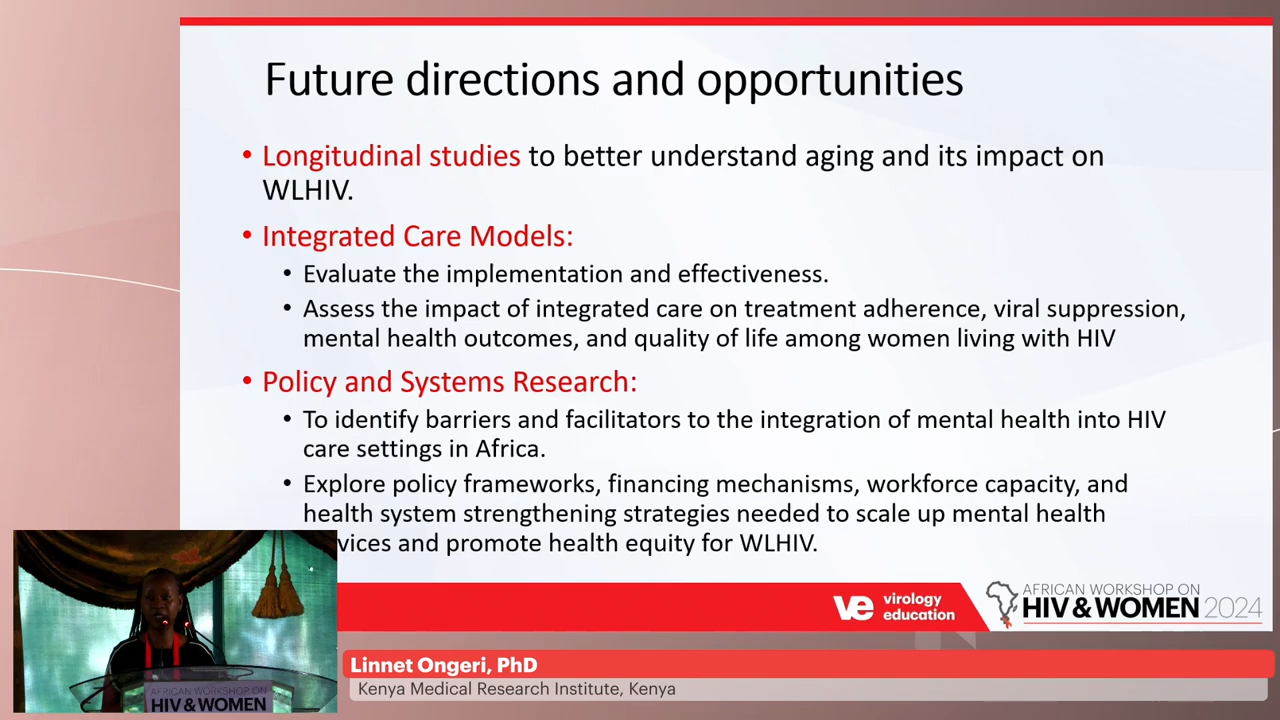 Future directions and opportunities
• Longitudinal studies to better understand aging and its impact on
WLHIV.
• Integrated Care Models:
• Evaluate the implementation and effectiveness.
• Assess the impact of integrated care on treatment adherence, viral suppression,
mental health outcomes, and quality of life among women living with HIV
• Policy and Systems Research:
• To identify barriers and facilitators to the integration of mental health into HIV
care settings in Africa.
• Explore policy frameworks, financing mechanisms, workforce capacity, and
health system strengthening strategies needed to scale up mental health
vices and promote health equity for WLHIV.
ve virology
education
AFRICAN WORKSHOP ON
HIV & WOMEN 2024
Linnet Ongeri, PhD
Kenya Medical Research Institute, Kenya
AFRICAN WORKSHOP ON
HIV & WOMEN